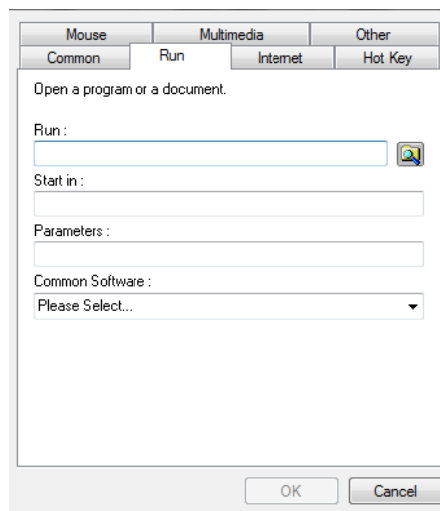 Mouse Multimedia Other
Common Run Internet Hot Key
Open a program or a document.
Run :
Start in :
Parameters :
Common Software :
Please Select...
OK Cancel